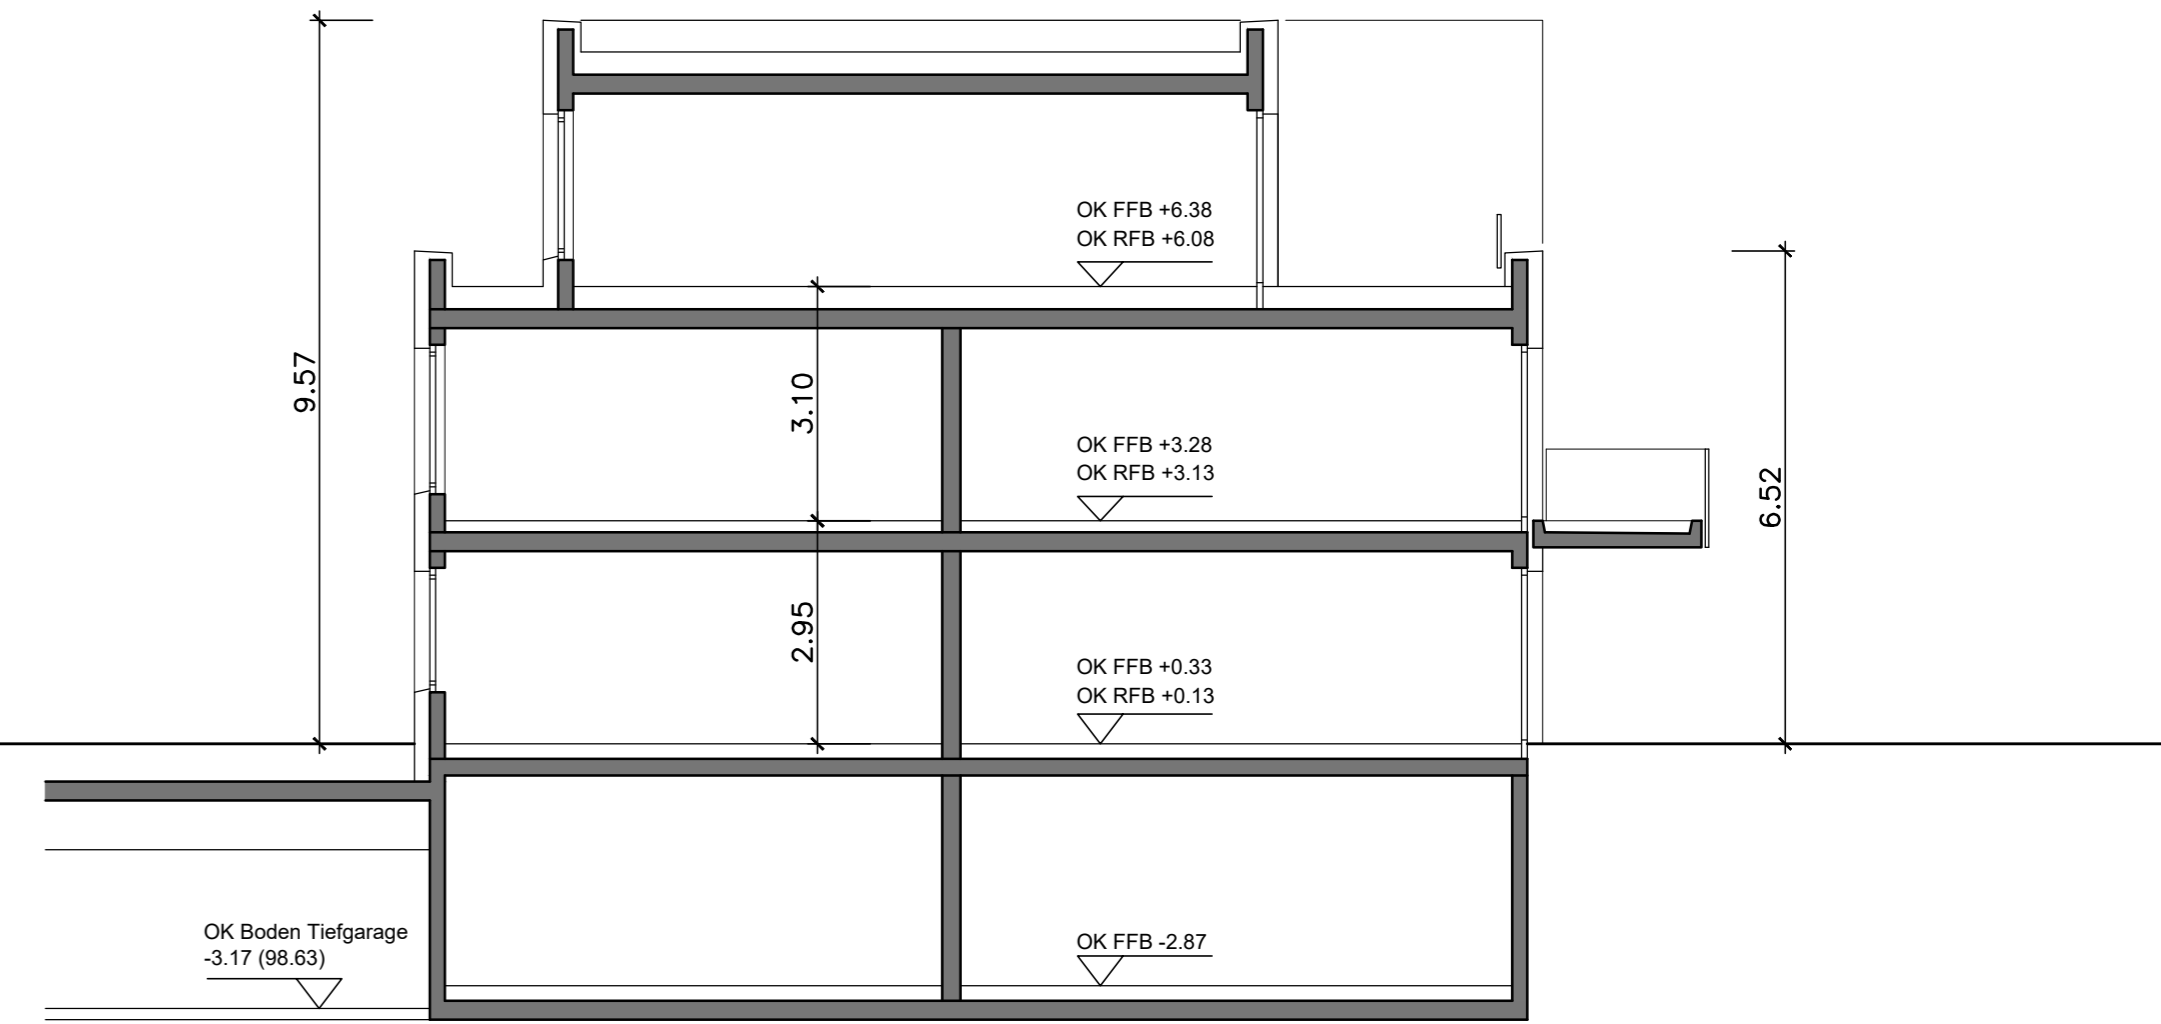 OK FFB +6.38
OK RFB +6.08
9.57
3.10
OK FFB +3.28
OK RFB +3.13
6.52
2.95
OK FFB +0.33
OK RFB +0.13
OK Boden Tiefgarage
-3.17 (98.63)
OK FFB -2.87